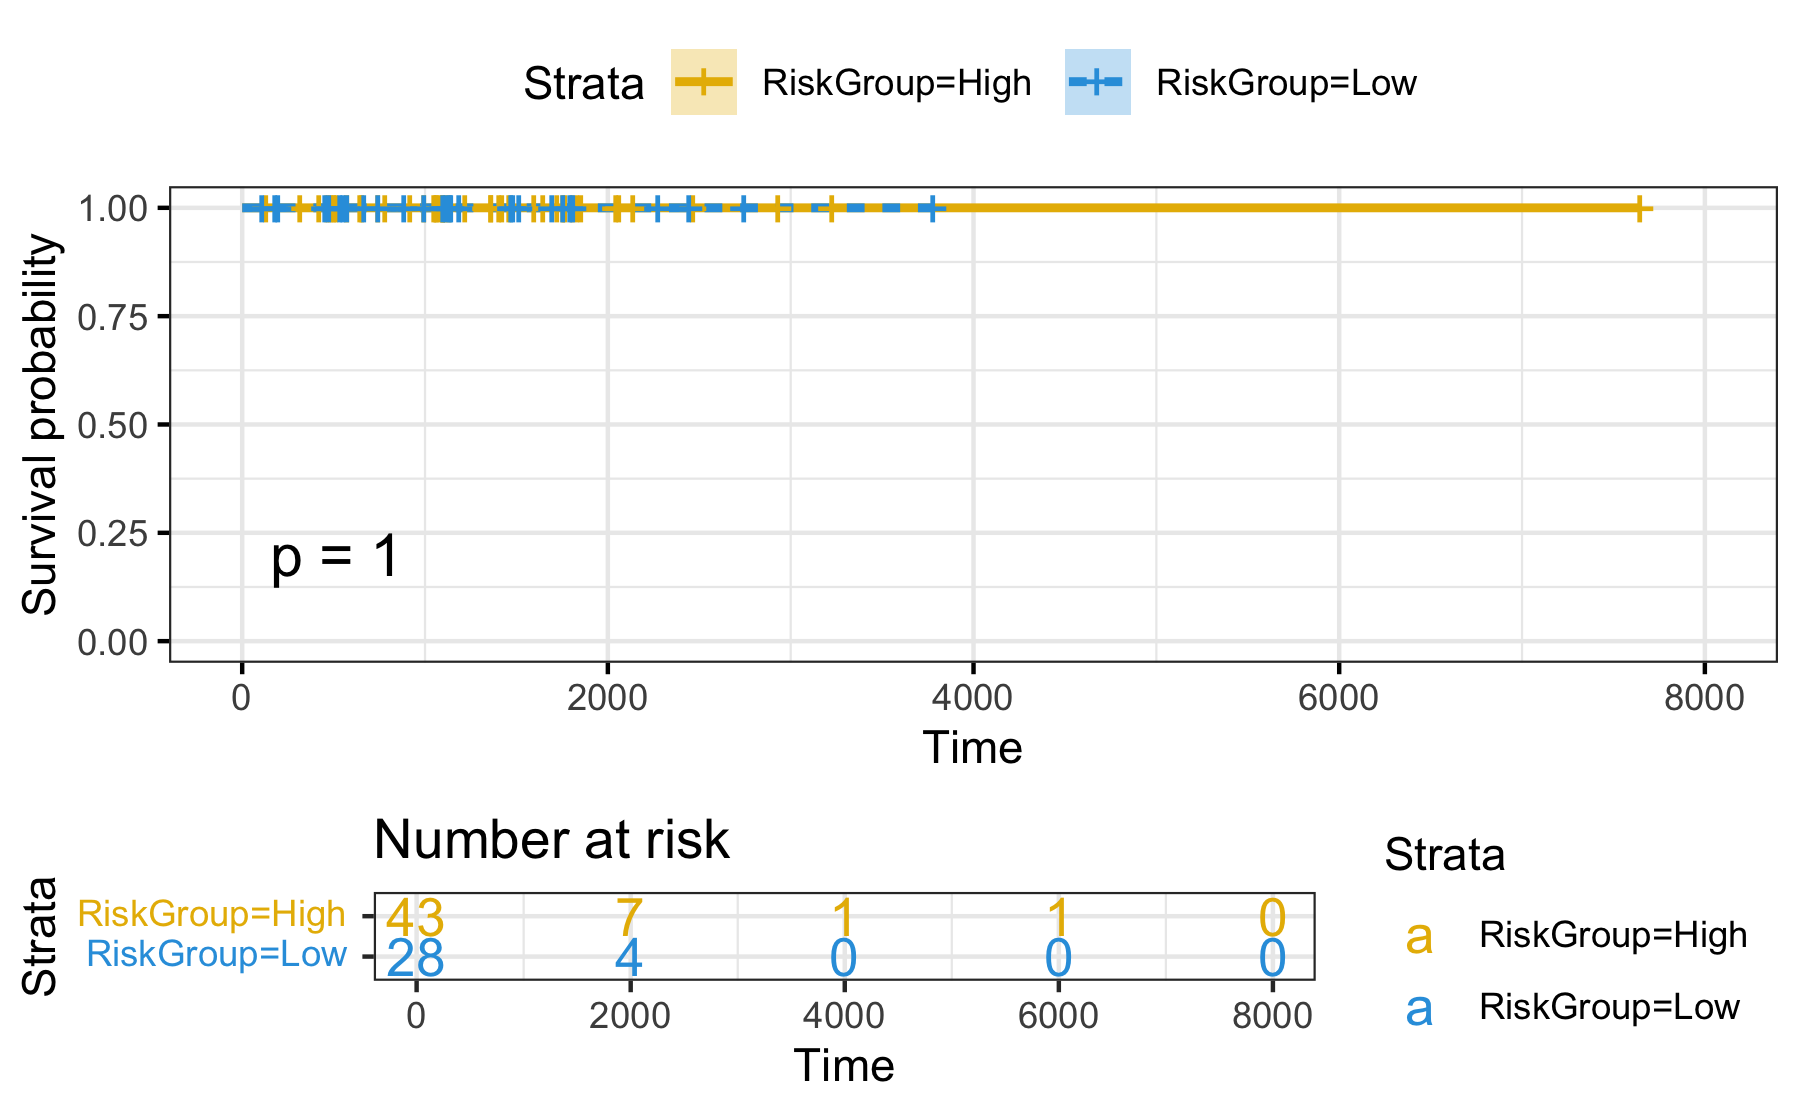 Strata RiskGroup=High RiskGroup=Low
Survival probability
1.00
0.75
0.50
0.25
0.00
p = 1
0 2000 4000 6000 8000
Time
Number at risk
Strata
RiskGroup=High 43 7 1 1 0
RiskGroup=Low 28 4 0 0 0
0 2000 4000 6000 8000
Time
Strata
a RiskGroup=High
a RiskGroup=Low